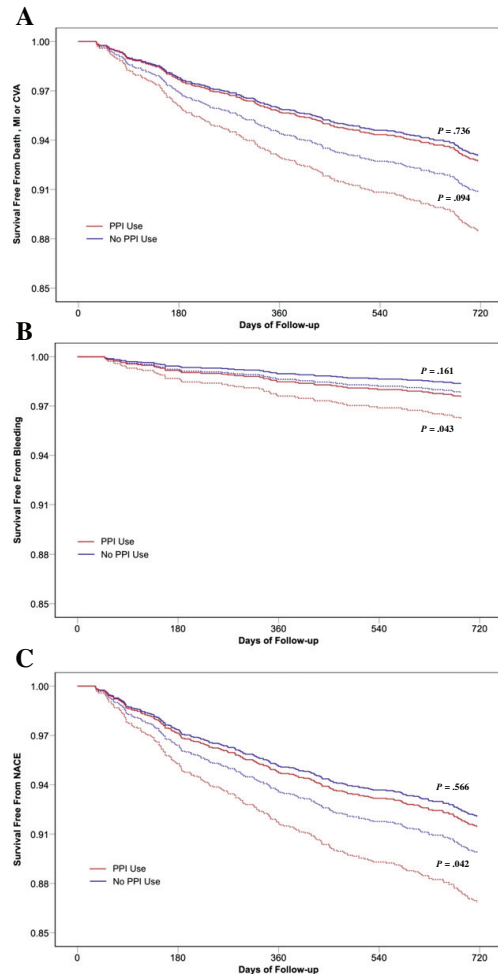 A
1.00
0.97
0.94
0.91
0.88
0.85
Survival Free From Death , MI or CVA
P = .736
P = .094
PPI Use
No PPI Use
0
180
360
540
720
Days of Follow-up
B
1.00
0.97
0.94
0.91
0.88
0.85
Survival Free From Bleeding
P = .161
P = .043
PPI Use
No PPI Use
0
180
360
540
720
Days of Follow-up
C
1.00
0.97
0.94
0.91
0.88
0.85
Survival Free From NACE
P = .566
P = .042
PPI Use
No PPI Use
0
180
360
540
720
Days of Follow-up